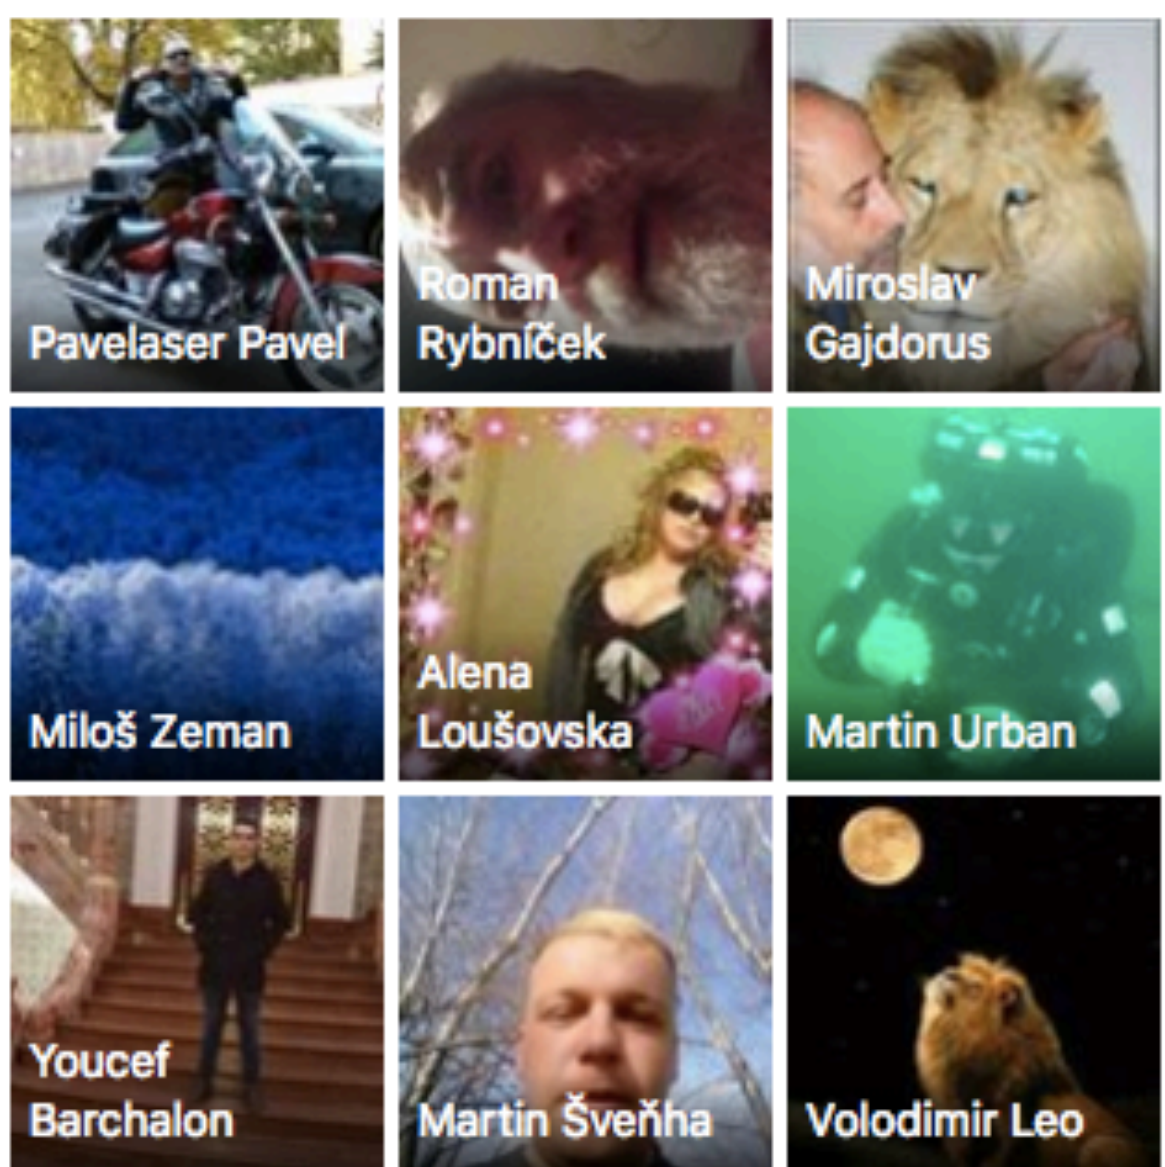 Pavelaser Pavel
Roman
Rybníček
Miroslav
Gajdorus
Miloš Zeman
Alena
Loušovska
Martin Urban
Youcef
Barchalon
Martin Šveňha
Volodimir Leo